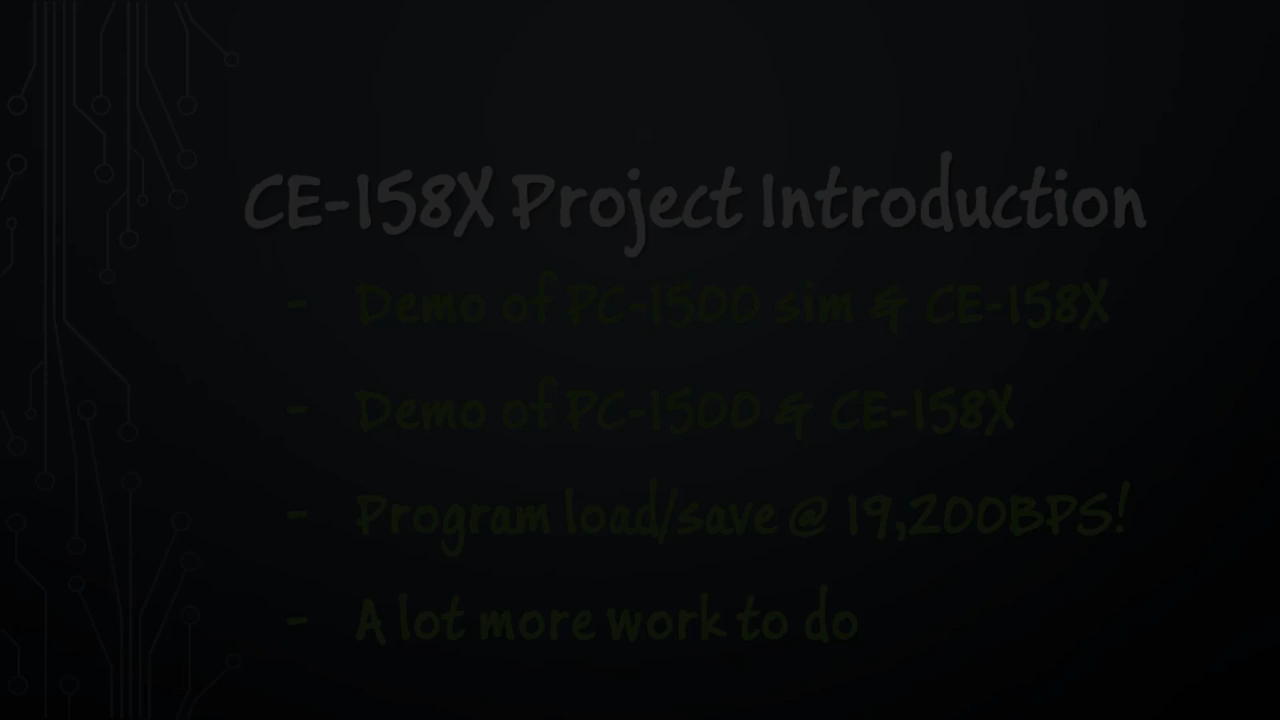 CE-158X Project Introduction
- Demo of PC-1500 sim & CE-158X
- Demo of PC-1500 & CE-158X
- Program load/save @ 19,200BPS!
- A lot more work to do